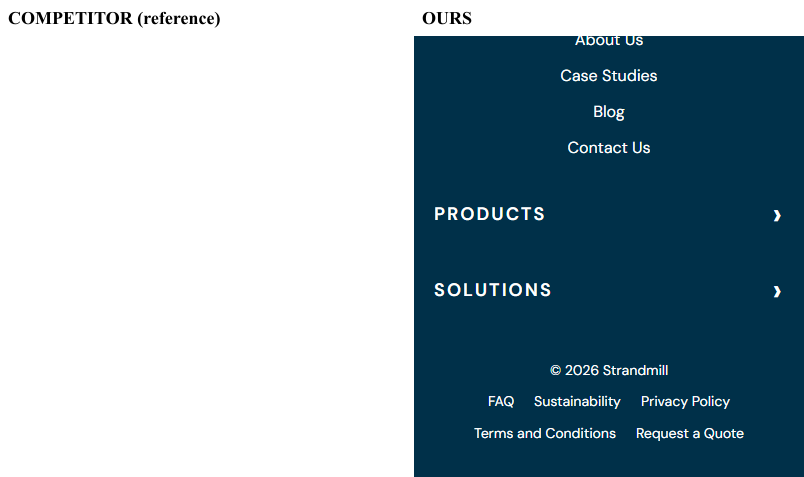 COMPETITOR (reference)
OURS
About Us
Case Studies
Blog
Contact Us
PRODUCTS
SOLUTIONS
© 2026 Strandmill
FAQ Sustainability Privacy Policy
Terms and Conditions Request a Quote